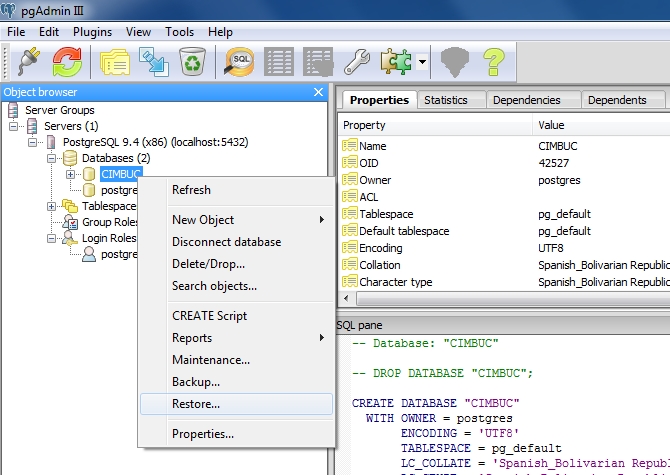 pgAdmin III
File Edit Plugins View Tools Help
SQL
Object browser
Server Groups
Servers (1)
PostgreSQL 9.4 (x86) (localhost:5432)
Databases (2)
CIMBUC
postgre
Tablespace
Group Roles
Login Roles
postgre
Refresh
New Object
Disconnect database
Delete/Drop...
Search objects...
CREATE Script
Reports
Maintenance...
Backup...
Restore...
Properties...
Properties Statistics Dependencies Dependents
Property Value
Name CIMBUC
OID 42527
Owner postgres
ACL
Tablespace pg_default
Default tablespace pg_default
Encoding UTF8
Collation Spanish_Bolivarian Republic
Character type Spanish_Bolivarian Republic
SQL pane
-- Database: "CIMBUC"
-- DROP DATABASE "CIMBUC";
CREATE DATABASE "CIMBUC"
WITH OWNER = postgres
ENCODING = 'UTF8'
TABLESPACE = pg_default
LC_COLLATE = 'Spanish_Bolivarian Republ